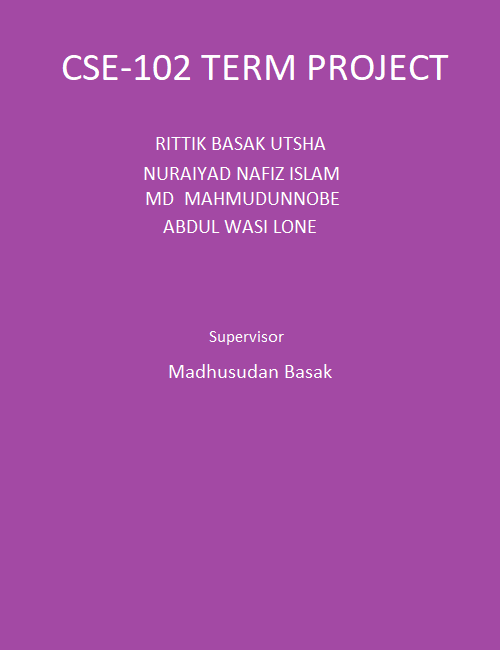 CSE-102 TERM PROJECT
RITTIK BASAK UTSHA
NURAIYAD NAFIZ ISLAM
MD  MAHMUDUNNOBE
ABDUL WASI LONE
Supervisor
Madhusudan Basak